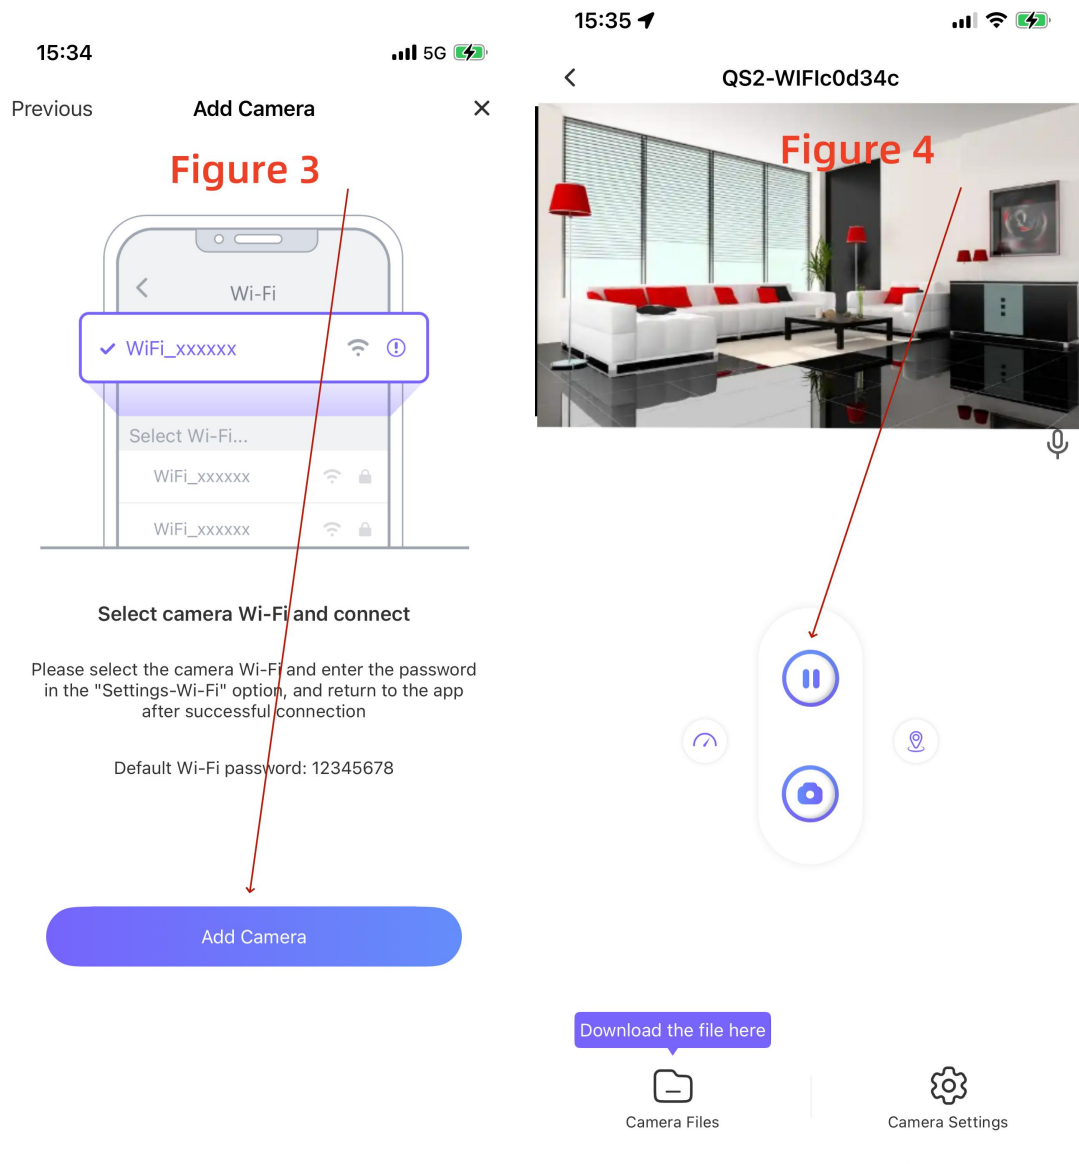 15:34
5G
Previous
Add Camera
Figure 3
Wi-Fi
WiFi_xxxxxx
Select Wi-Fi...
WiFi_xxxxxx
WiFi_xxxxxx
Select camera Wi-Fi and connect
Please select the camera Wi-Fi and enter the password
in the "Settings-Wi-Fi" option, and return to the app
after successful connection
Default Wi-Fi password: 12345678
Add Camera
15:35
QS2-WIFIc0d34c
Figure 4
Download the file here
Camera Files
Camera Settings